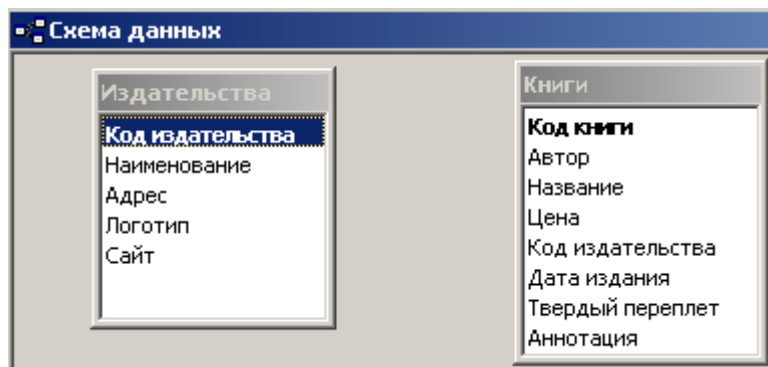 Схема данных
Издательства
Код издательства
Наименование
Адрес
Логотип
Сайт
Книги
Код книги
Автор
Название
Цена
Код издательства
Дата издания
Твердый переплет
Аннотация